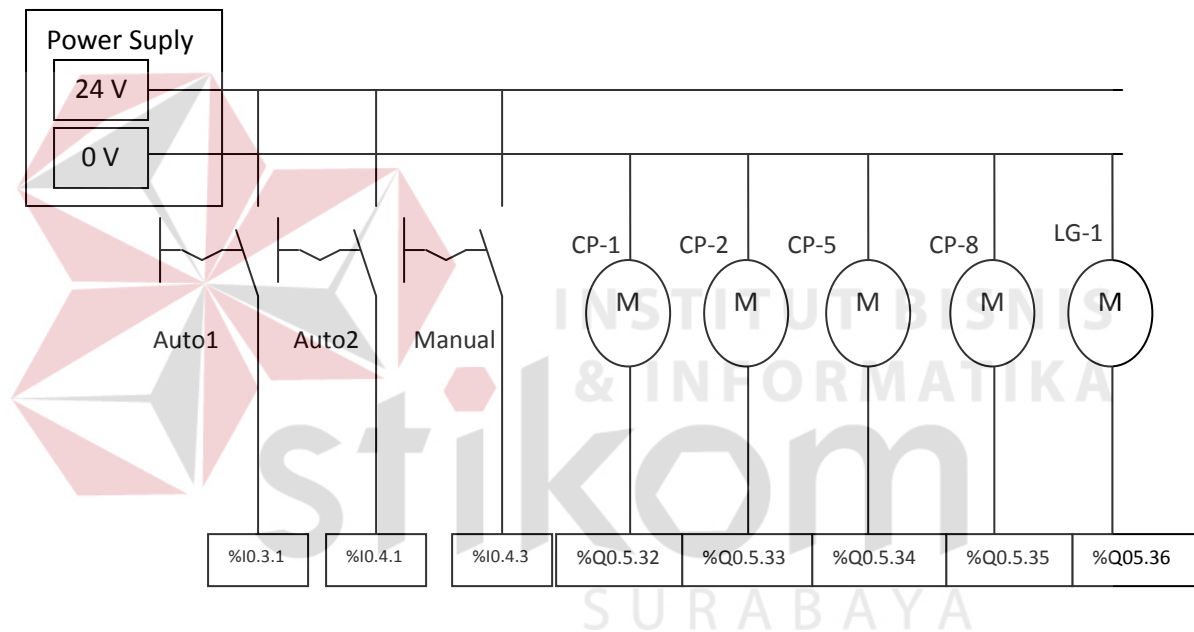 Power Suply
24 V
0 V
CP-1
CP-2
CP-5
CP-8
LG-1
M
M
M
M
M
Auto1
Auto2
Manual
INSTITUT BISNIS
& INFORMATIKA
stikom
%I0.3.1
%I0.4.1
%I0.4.3
%Q0.5.32
%Q0.5.33
%Q0.5.34
%Q0.5.35
%Q05.36
SURABAYA